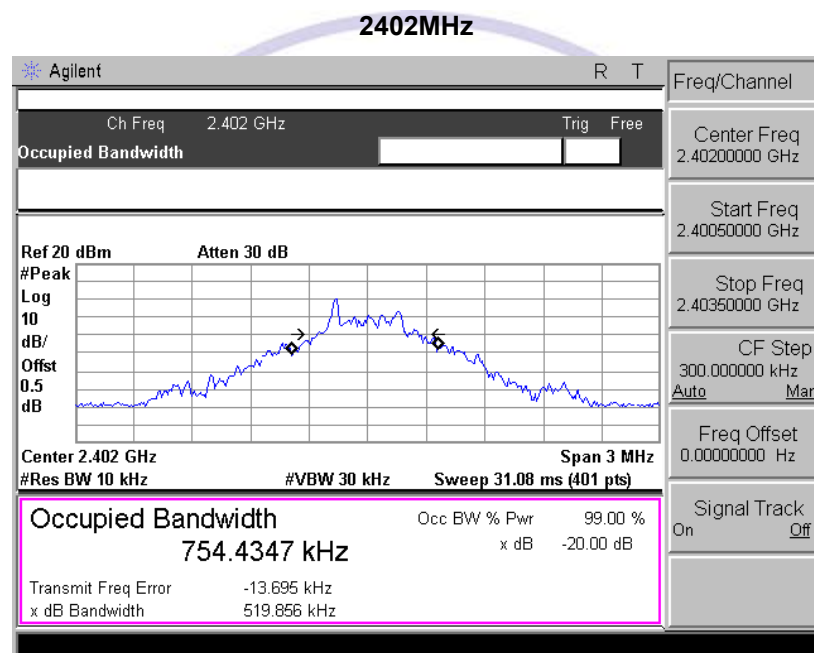 2402MHz
Agilent R T
Ch Freq 2.402 GHz Trig Free
Occupied Bandwidth
Ref 20 dBm Atten 30 dB
#Peak
Log
10
dB/
Offst
0.5
dB
Center 2.402 GHz Span 3 MHz
#Res BW 10 kHz #VBW 30 kHz Sweep 31.08 ms (401 pts)
Occupied Bandwidth Occ BW % Pwr 99.00 %
754.4347 kHz x dB -20.00 dB
Transmit Freq Error -13.695 kHz
x dB Bandwidth 519.856 kHz
Freq/Channel
Center Freq
2.40200000 GHz
Start Freq
2.40050000 GHz
Stop Freq
2.40350000 GHz
CF Step
300.000000 kHz
Auto Man
Freq Offset
0.00000000 Hz
Signal Track
On Off